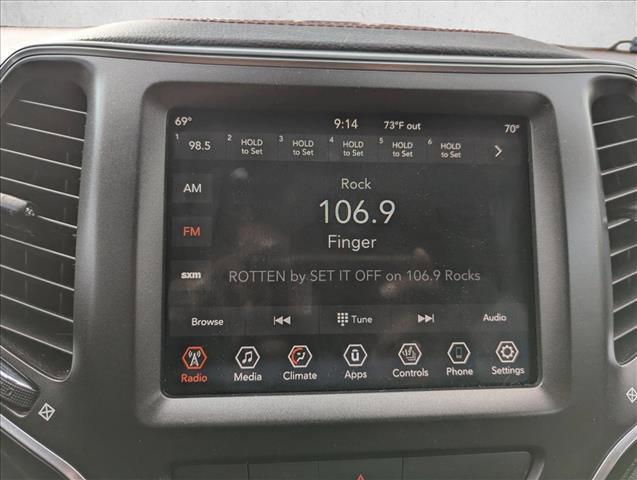 69° 9:14 73°F out 70°
1 98.5 2 HOLD to Set 3 HOLD to Set 4 HOLD to Set 5 HOLD to Set 6 HOLD to Set
AM
Rock
106.9
FM
Finger
sxm
ROTTEN by SET IT OFF on 106.9 Rocks
Browse Tune Audio
Radio Media Climate Apps Controls Phone Settings